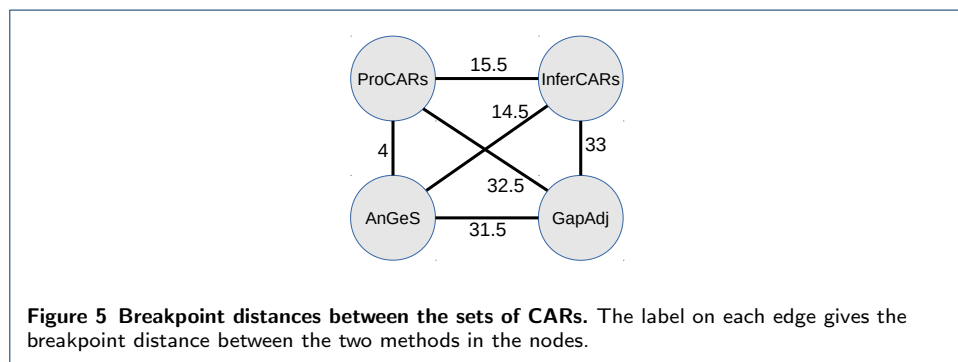 ProCARs
15.5
InferCARs
14.5
4
33
32.5
AnGeS
31.5
GapAdj
Figure 5 Breakpoint distances between the sets of CARs. The label on each edge gives the
breakpoint distance between the two methods in the nodes.